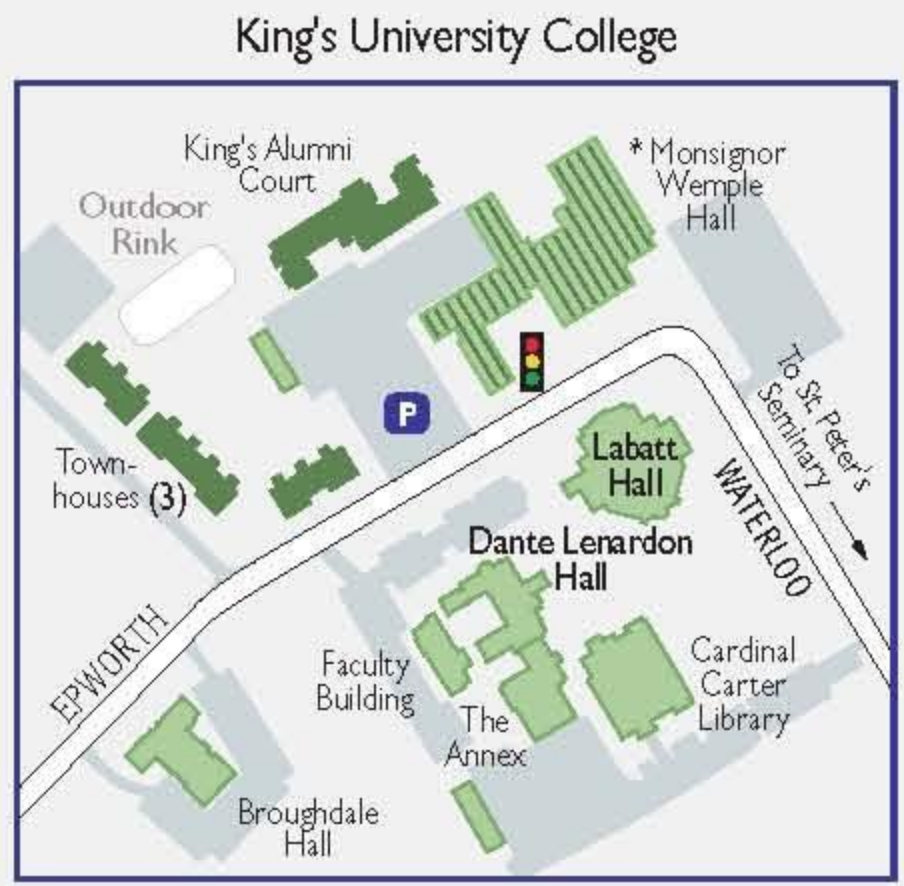 King's University College
King's Alumni
Court
* Monsignor
Wemple
Hall
Outdoor
Rink
P
To St. Peter's
Seminary
Labatt
Hall
Town-
houses (3)
WATERLOO
Dante Lenardon
Hall
EPWORTH
Faculty
Building
Cardinal
Carter
Library
The
Annex
Broughdale
Hall